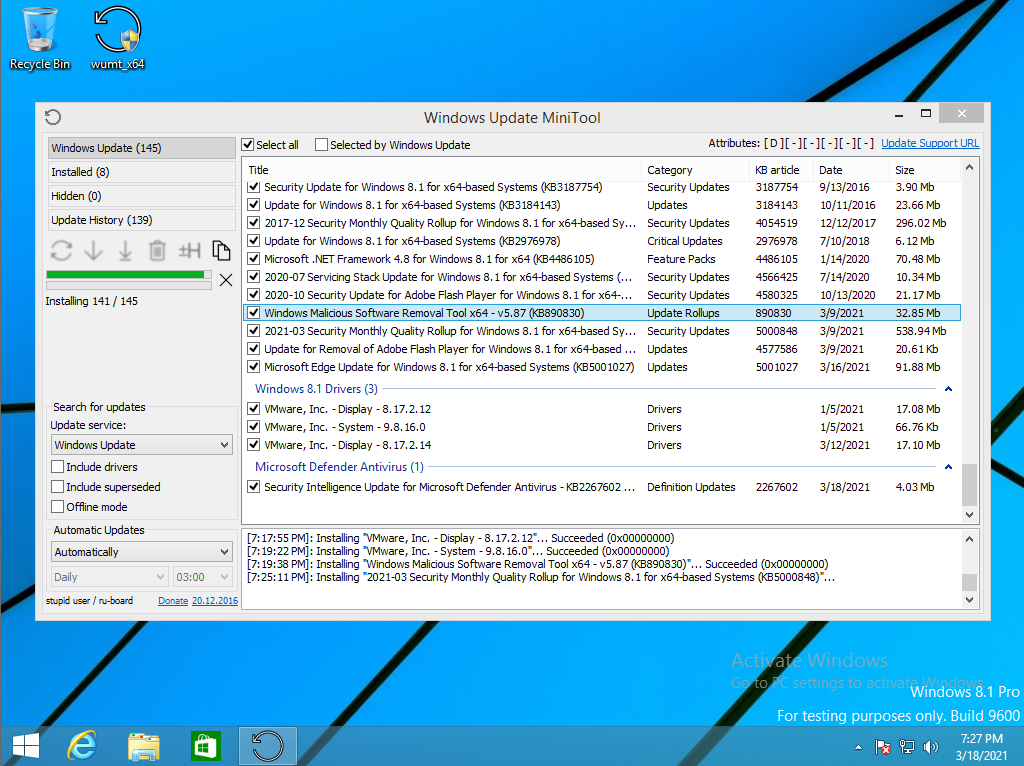 Recycle Bin
wumt_x64
Windows Update MiniTool
Windows Update (145)
Installed (8)
Hidden (0)
Update History (139)
Installing 141 / 145
Search for updates
Update service:
Windows Update
Include drivers
Include superseded
Offline mode
Automatic Updates
Automatically
Daily 03:00
stupid user / ru-board Donate 20.12.2016
Select all Selected by Windows Update Attributes: [D][-][-][-][-][-] Update Support URL
Title Category KB article Date Size
Security Update for Windows 8.1 for x64-based Systems (KB3187754) Security Updates 3187754 9/13/2016 3.90 Mb
Update for Windows 8.1 for x64-based Systems (KB3184143) Updates 3184143 10/11/2016 23.66 Mb
2017-12 Security Monthly Quality Rollup for Windows 8.1 for x64-based Sy... Security Updates 4054519 12/12/2017 296.02 Mb
Update for Windows 8.1 for x64-based Systems (KB2976978) Critical Updates 2976978 7/10/2018 6.12 Mb
Microsoft .NET Framework 4.8 for Windows 8.1 for x64 (KB4486105) Feature Packs 4486105 1/14/2020 70.48 Mb
2020-07 Servicing Stack Update for Windows 8.1 for x64-based Systems (... Security Updates 4566425 7/14/2020 10.34 Mb
2020-10 Security Update for Adobe Flash Player for Windows 8.1 for x64-... Security Updates 4580325 10/13/2020 21.17 Mb
Windows Malicious Software Removal Tool x64 - v5.87 (KB890830) Update Rollups 890830 3/9/2021 32.85 Mb
2021-03 Security Monthly Quality Rollup for Windows 8.1 for x64-based Sy... Security Updates 5000848 3/9/2021 538.94 Mb
Update for Removal of Adobe Flash Player for Windows 8.1 for x64-based ... Updates 4577586 3/9/2021 20.61 Kb
Microsoft Edge Update for Windows 8.1 for x64-based Systems (KB5001027) Updates 5001027 3/16/2021 91.88 Mb
Windows 8.1 Drivers (3)
VMware, Inc. - Display - 8.17.2.12 Drivers 1/5/2021 17.08 Mb
VMware, Inc. - System - 9.8.16.0 Drivers 1/5/2021 66.76 Kb
VMware, Inc. - Display - 8.17.2.14 Drivers 3/12/2021 17.10 Mb
Microsoft Defender Antivirus (1)
Security Intelligence Update for Microsoft Defender Antivirus - KB2267602 ... Definition Updates 2267602 3/18/2021 4.03 Mb
[7:17:55 PM]: Installing "VMware, Inc. - Display - 8.17.2.12"... Succeeded (0x00000000)
[7:19:22 PM]: Installing "VMware, Inc. - System - 9.8.16.0"... Succeeded (0x00000000)
[7:19:38 PM]: Installing "Windows Malicious Software Removal Tool x64 - v5.87 (KB890830)"... Succeeded (0x00000000)
[7:25:11 PM]: Installing "2021-03 Security Monthly Quality Rollup for Windows 8.1 for x64-based Systems (KB5000848)"...
Activate Windows
Go to PC settings to activate Windows
Windows 8.1 Pro
For testing purposes only. Build 9600
7:27 PM
3/18/2021